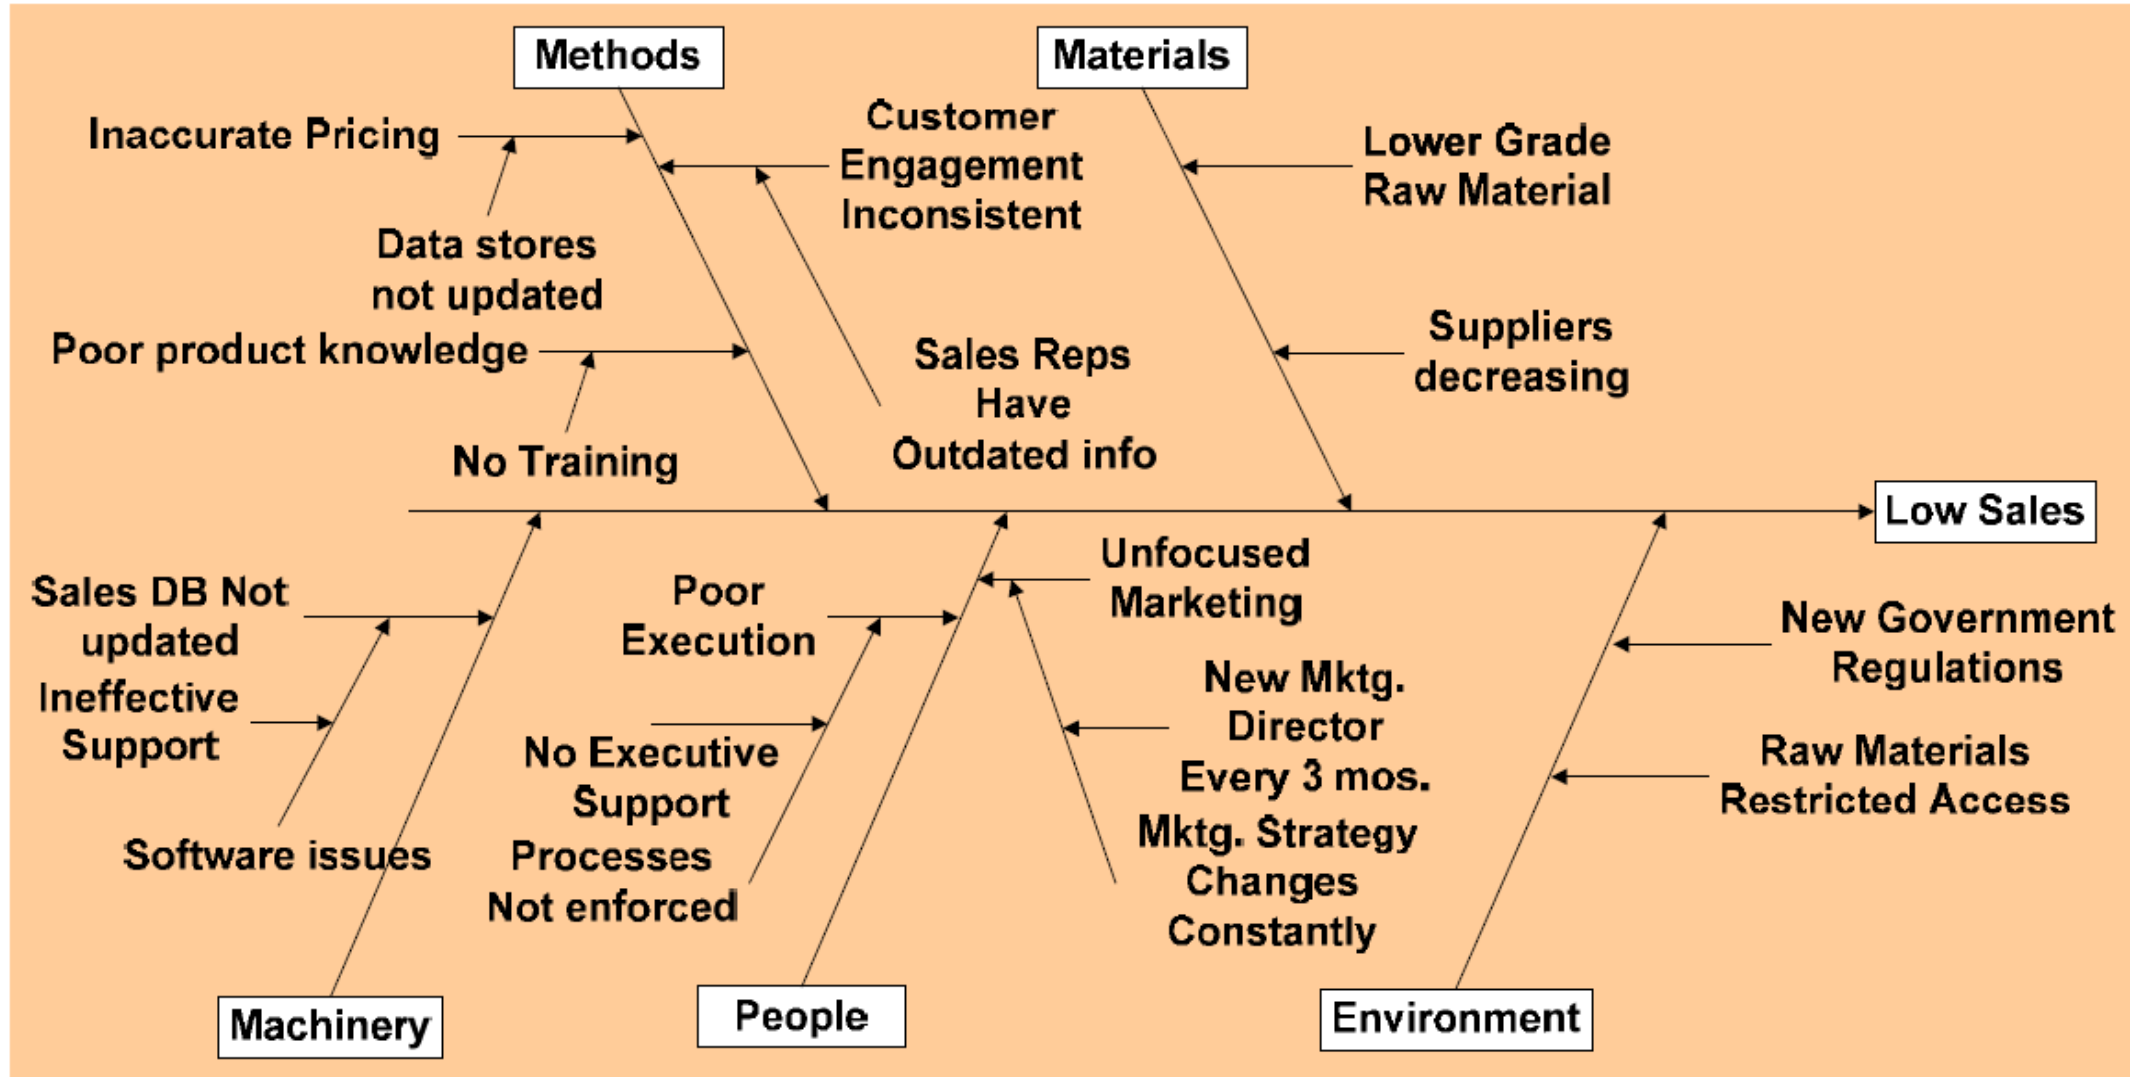 Methods
Materials
Inaccurate Pricing
Customer
Engagement
Inconsistent
Lower Grade
Raw Material
Data stores
not updated
Poor product knowledge
Sales Reps
Have
Outdated info
Suppliers
decreasing
No Training
Low Sales
Sales DB Not
updated
Poor
Execution
Unfocused
Marketing
New Government
Regulations
Ineffective
Support
No Executive
Support
New Mktg.
Director
Every 3 mos.
Raw Materials
Restricted Access
Software issues
Processes
Not enforced
Mktg. Strategy
Changes
Constantly
Machinery
People
Environment